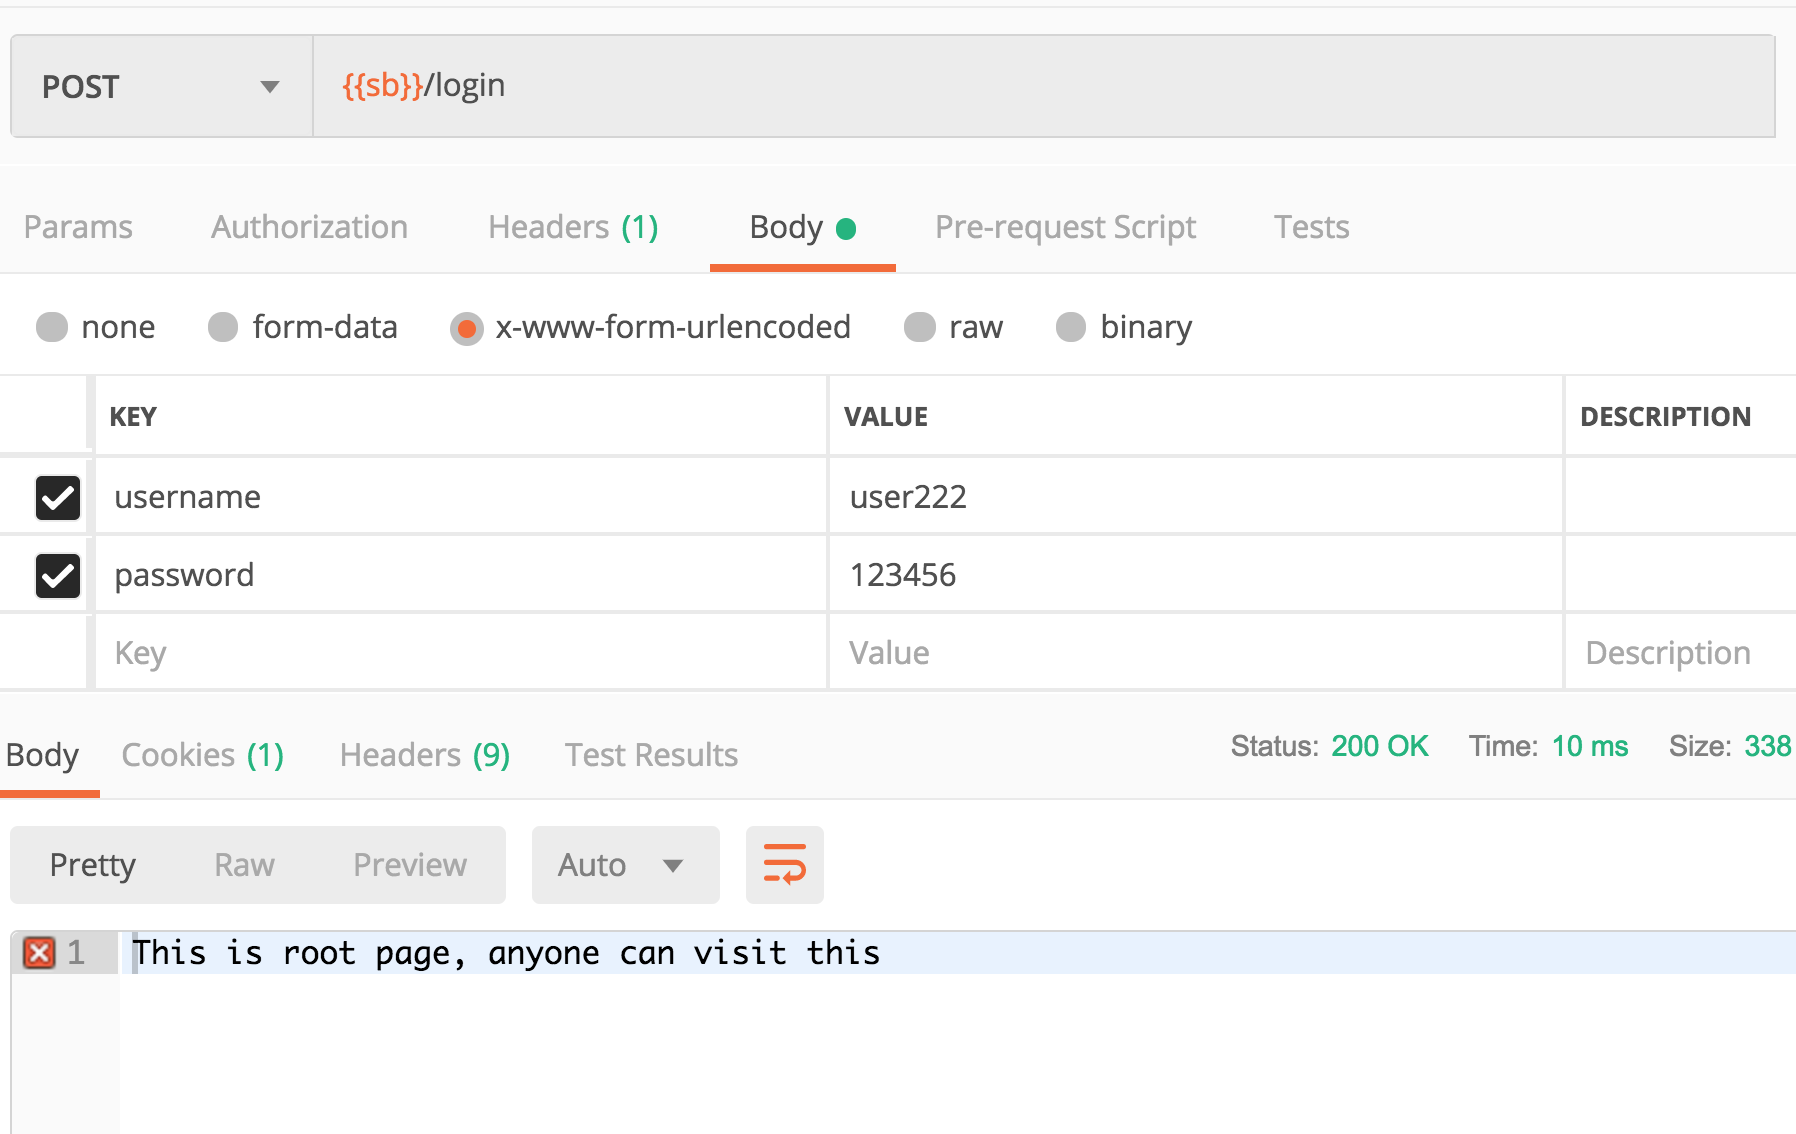 POST {{sb}}/login
Params Authorization Headers (1) Body Pre-request Script Tests
none form-data x-www-form-urlencoded raw binary
KEY VALUE DESCRIPTION
username user222
password 123456
Key Value Description
Body Cookies (1) Headers (9) Test Results Status: 200 OK Time: 10 ms Size: 338
Pretty Raw Preview Auto
1 This is root page, anyone can visit this